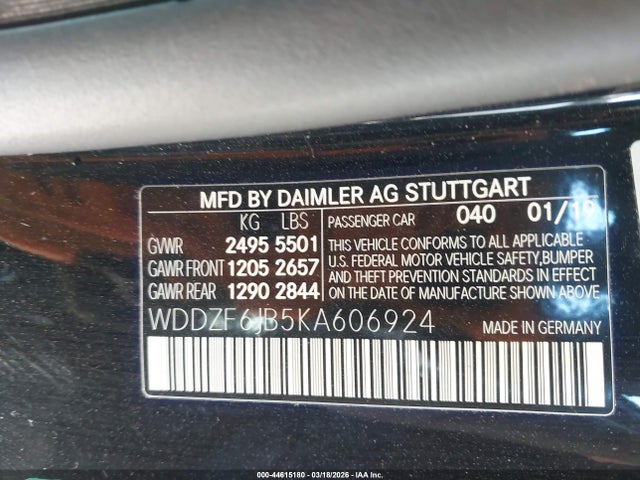 MFD BY DAIMLER AG STUTTGART
KG LBS
GVWR 2495 5501
GAWR FRONT 1205 2657
GAWR REAR 1290 2844
PASSENGER CAR 040 01/19
THIS VEHICLE CONFORMS TO ALL APPLICABLE
U.S. FEDERAL MOTOR VEHICLE SAFETY,BUMPER
AND THEFT PREVENTION STANDARDS IN EFFECT
ON THE DATE OF MANUFACTURE SHOWN ABOVE.
WDDZF6JB5KA606924
MADE IN GERMANY
000-44615180 | 03/18/2026 | IAA Inc.